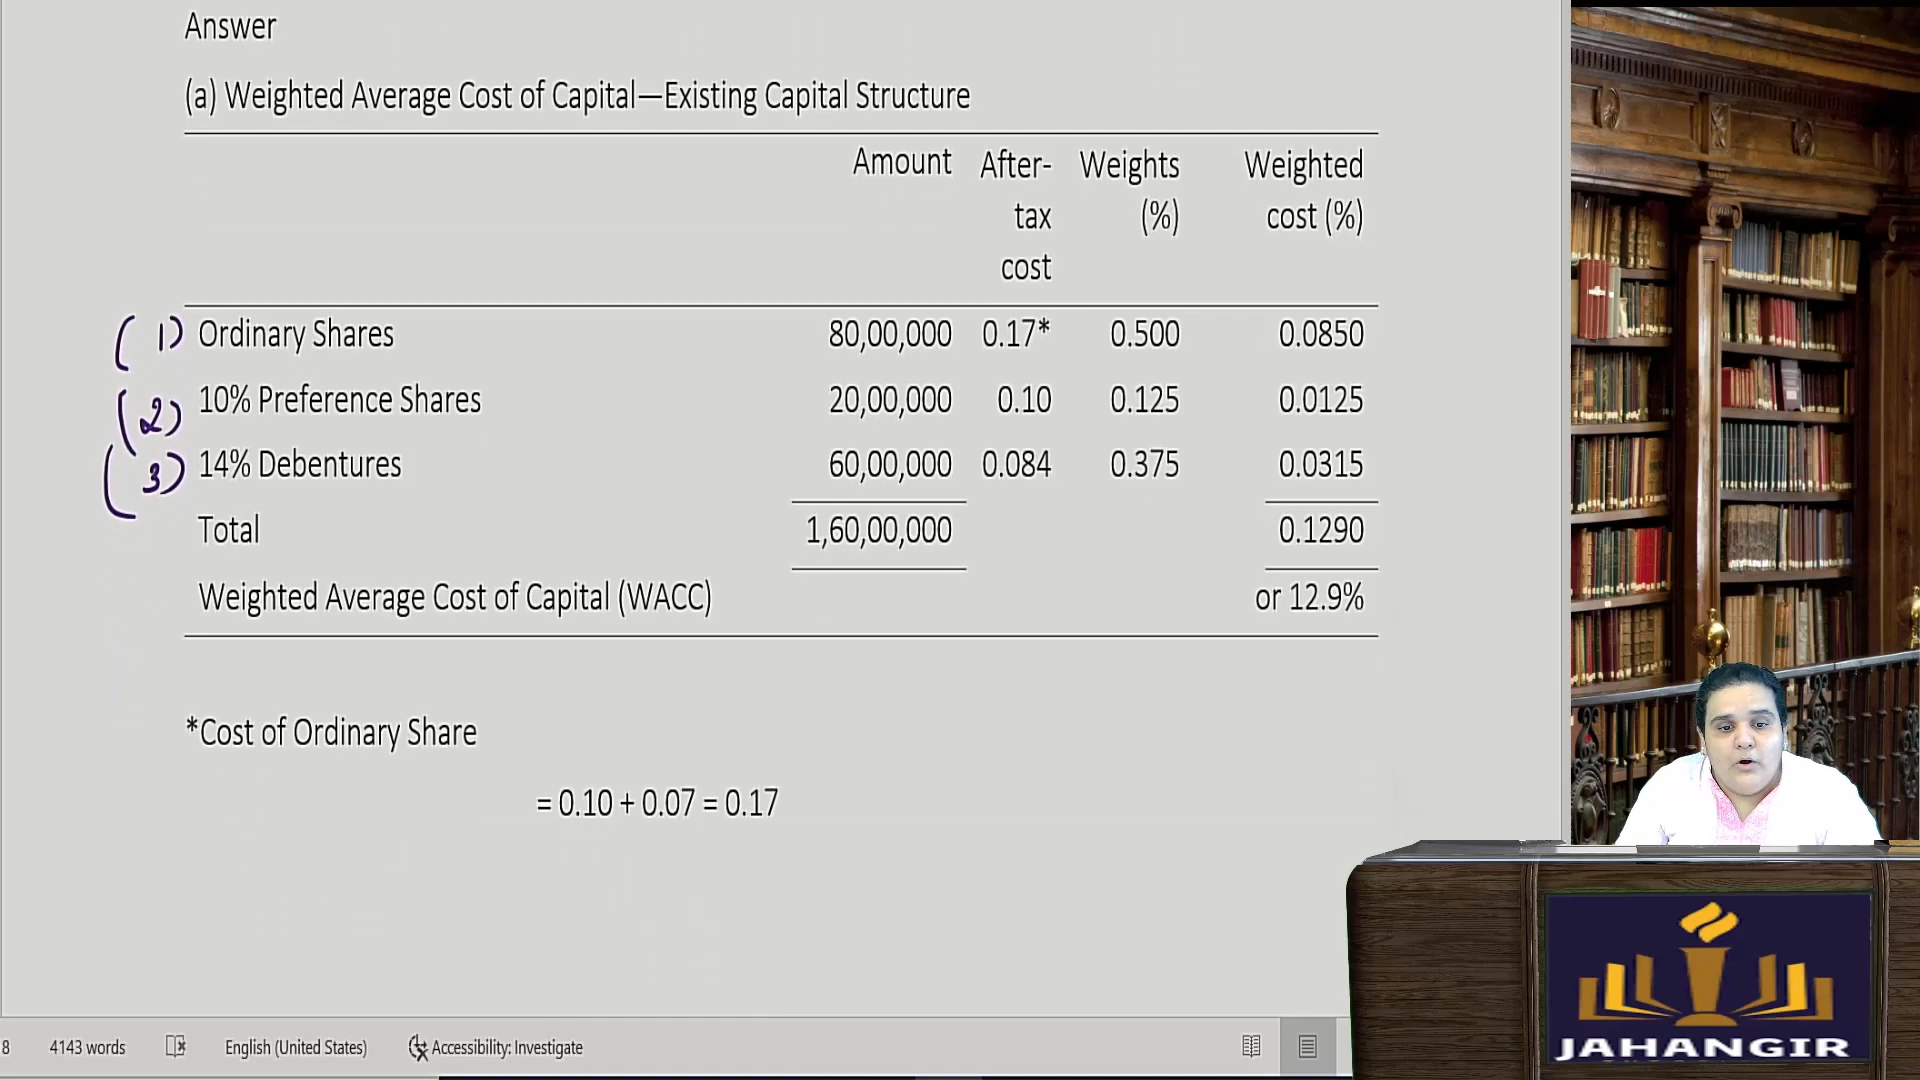 Answer
(a) Weighted Average Cost of Capital—Existing Capital Structure
Amount After-tax cost Weights (%) Weighted cost (%)
(1) Ordinary Shares 80,00,000 0.17* 0.500 0.0850
(2) 10% Preference Shares 20,00,000 0.10 0.125 0.0125
(3) 14% Debentures 60,00,000 0.084 0.375 0.0315
Total 1,60,00,000 0.1290
Weighted Average Cost of Capital (WACC) or 12.9%
*Cost of Ordinary Share
= 0.10 + 0.07 = 0.17
8 4143 words English (United States) Accessibility: Investigate
JAHANGIR